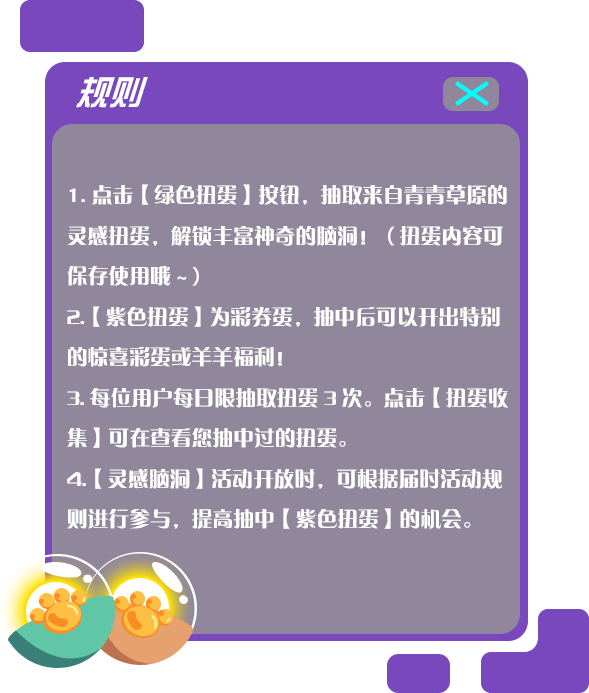 规则
1. 点击【绿色扭蛋】按钮，抽取来自青青草原的
灵感扭蛋，解锁丰富神奇的脑洞！（扭蛋内容可
保存使用哦~）
2.【紫色扭蛋】为彩券蛋，抽中后可以开出特别
的惊喜彩蛋或羊羊福利！
3. 每位用户每日限抽取扭蛋 3 次。点击【扭蛋收
集】可在查看您抽中过的扭蛋。
4.【灵感脑洞】活动开放时，可根据届时活动规
则进行参与，提高抽中【紫色扭蛋】的机会。